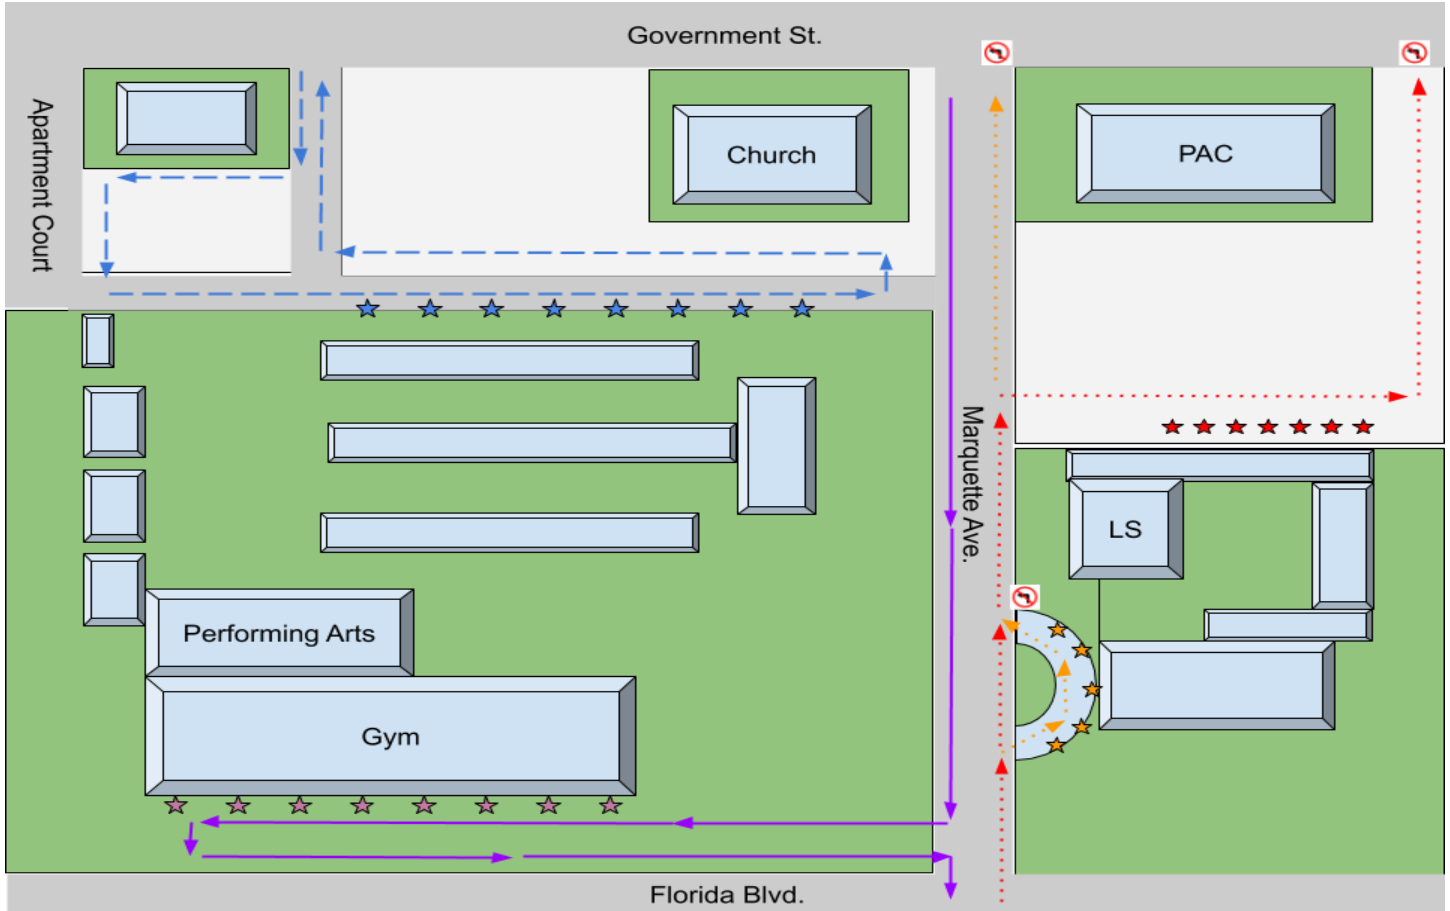 Government St.
Apartment Court
Church
PAC
Marquette Ave.
LS
Performing Arts
Gym
Florida Blvd.